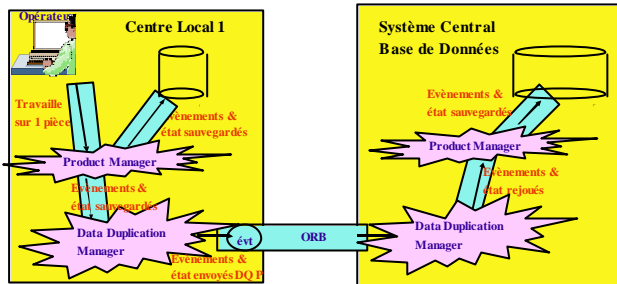 Opérateur
Centre Local 1
Travaille
sur 1 pièce
Evènements &
état sauvegardés
Product Manager
Evènements &
état sauvegardés
Data Duplication
Manager
évt
ORB
Evènements &
état envoyés DQP
Système Central
Base de Données
Evènements &
état sauvegardés
Product Manager
Evènements &
état rejoués
Data Duplication
Manager